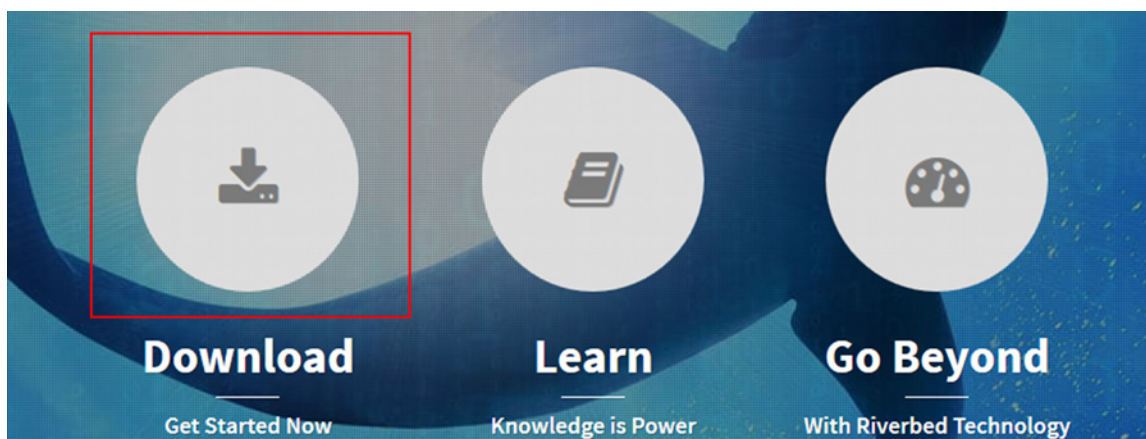 Download
Learn
Go Beyond
Get Started Now
Knowledge is Power
With Riverbed Technology